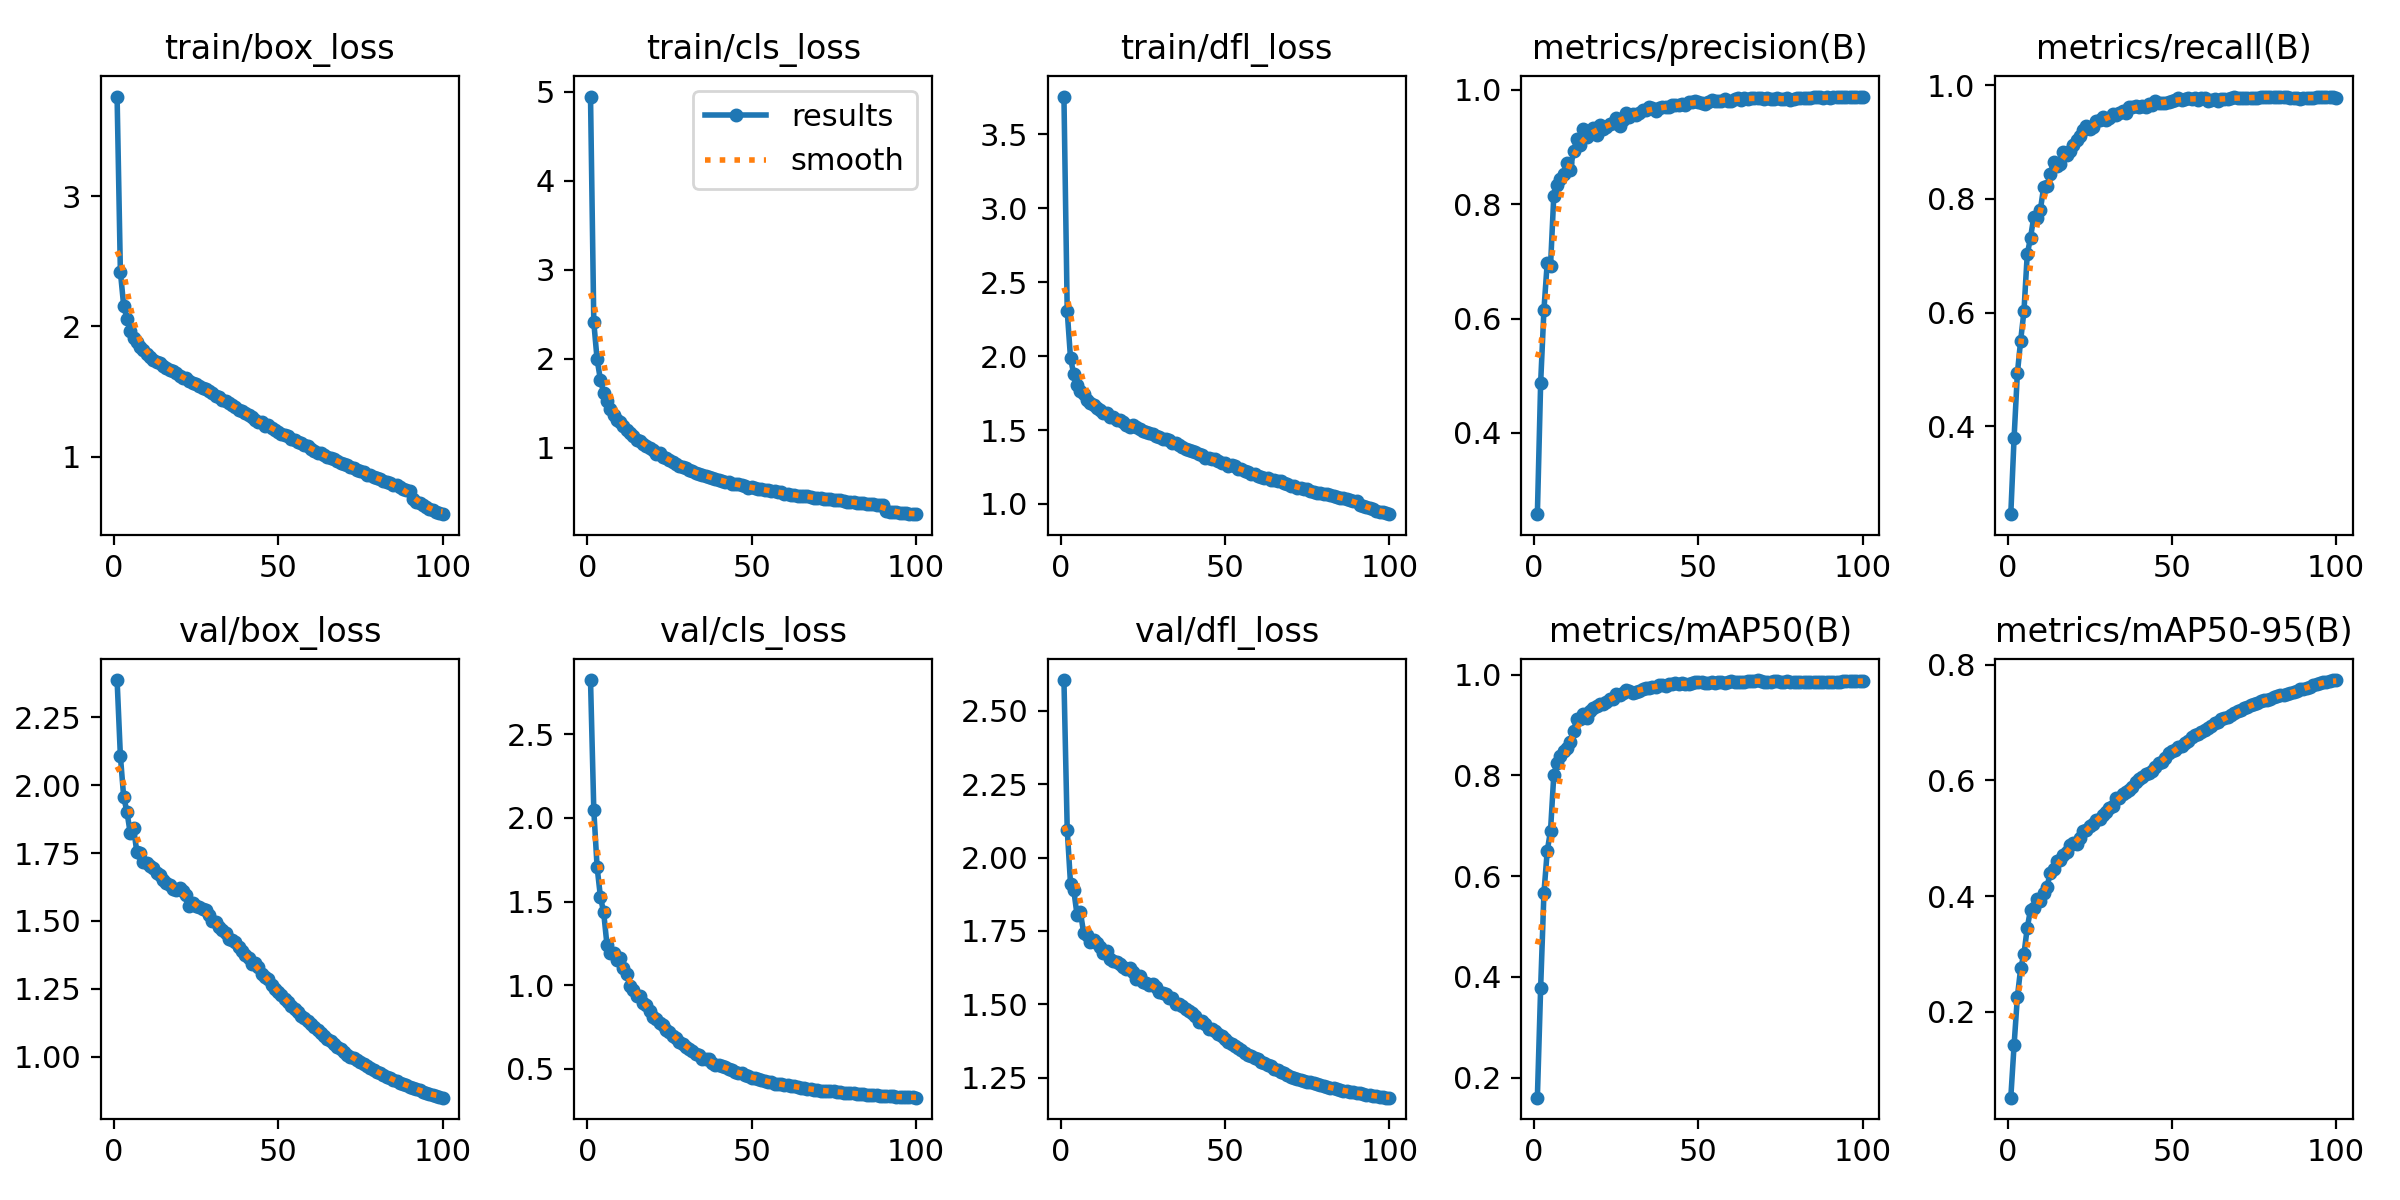 train/box_loss
train/cls_loss
train/dfl_loss
metrics/precision(B)
metrics/recall(B)
3
2
1
0 50 100
5
4
3
2
1
results
smooth
0 50 100
3.5
3.0
2.5
2.0
1.5
1.0
0 50 100
1.0
0.8
0.6
0.4
0 50 100
1.0
0.8
0.6
0.4
0 50 100
val/box_loss
val/cls_loss
val/dfl_loss
metrics/mAP50(B)
metrics/mAP50-95(B)
2.25
2.00
1.75
1.50
1.25
1.00
0 50 100
2.5
2.0
1.5
1.0
0.5
0 50 100
2.50
2.25
2.00
1.75
1.50
1.25
0 50 100
1.0
0.8
0.6
0.4
0.2
0 50 100
0.8
0.6
0.4
0.2
0 50 100